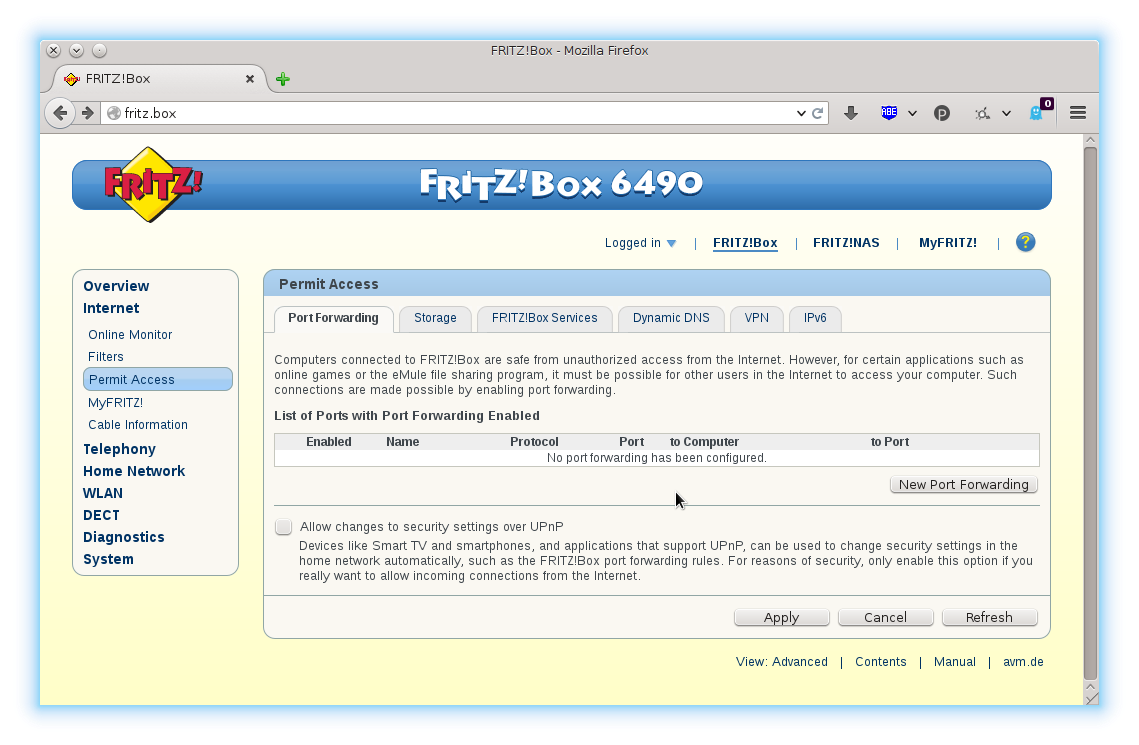 FRITZ!Box - Mozilla Firefox
FRITZ!Box
fritz.box
ABE
0
FRITZ!
FRITZ!Box 6490
Logged in | FRITZ!Box | FRITZ!NAS | MyFRITZ! | ?
Overview
Internet
Online Monitor
Filters
Permit Access
MyFRITZ!
Cable Information
Telephony
Home Network
WLAN
DECT
Diagnostics
System
Permit Access
Port Forwarding Storage FRITZ!Box Services Dynamic DNS VPN IPv6
Computers connected to FRITZ!Box are safe from unauthorized access from the Internet. However, for certain applications such as
online games or the eMule file sharing program, it must be possible for other users in the Internet to access your computer. Such
connections are made possible by enabling port forwarding.
List of Ports with Port Forwarding Enabled
Enabled Name Protocol Port to Computer to Port
No port forwarding has been configured.
New Port Forwarding
Allow changes to security settings over UPnP
Devices like Smart TV and smartphones, and applications that support UPnP, can be used to change security settings in the
home network automatically, such as the FRITZ!Box port forwarding rules. For reasons of security, only enable this option if you
really want to allow incoming connections from the Internet.
Apply Cancel Refresh
View: Advanced | Contents | Manual | avm.de